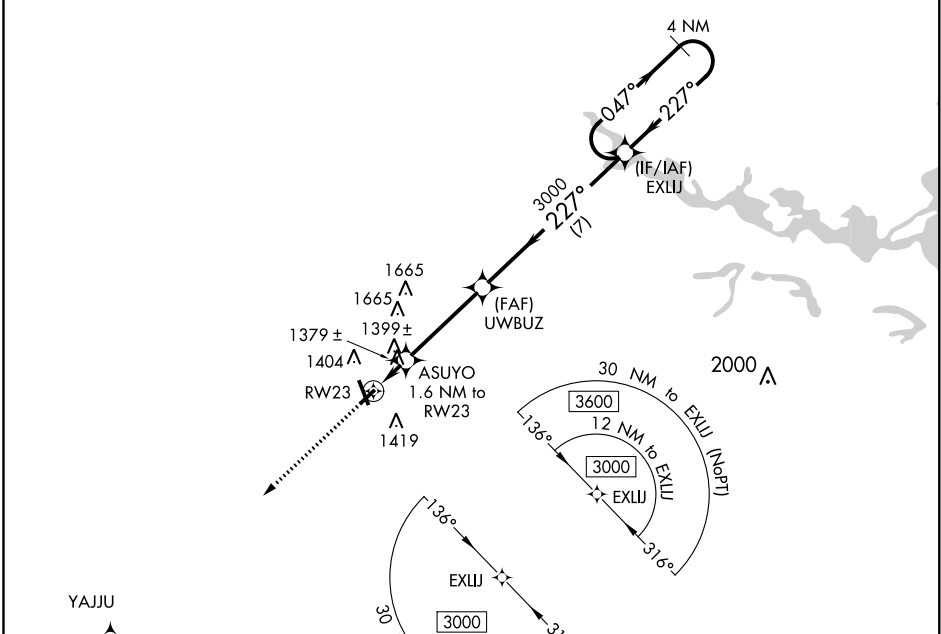 4 NM
047°
227°
(IF/IAF)
EXLIJ
3000
227°
(7)
(FAF)
UWBUZ
1665
1665
1379 ±
1399 ±
1404
ASUYO
1.6 NM to
RW23
RW23
1419
2000
30 NM to EXLIJ (NoPT)
3600
136°
12 NM to EXLIJ
3000
EXLIJ
316°
136°
EXLIJ
30
3000
YAJJU